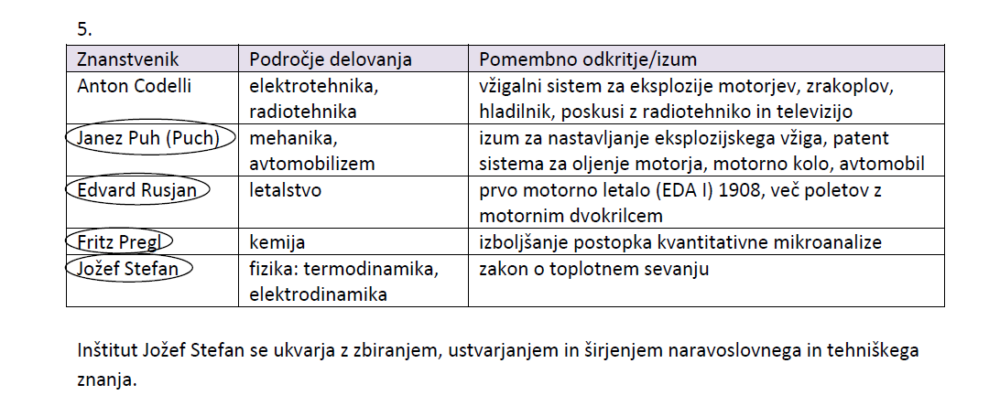 5.
Znanstvenik Področje delovanja Pomembno odkritje/izum
Anton Codelli elektrotehnika, vžigalni sistem za eksplozije motorjev, zrakoplov,
radiotehnika hladilnik, poskusi z radiotehniko in televizijo
Janez Puh (Puch) mehanika, izum za nastavljanje eksplozijskega vžiga, patent
avtomobilizem sistema za oljenje motorja, motorno kolo, avtomobil
Edvard Rusjan letalstvo prvo motorno letalo (EDA I) 1908, več poletov z
motornim dvokrilcem
Fritz Pregl kemija izboljšanje postopka kvantitativne mikroanalize
Jožef Stefan fizika: termodinamika, zakon o toplotnem sevanju
elektrodinamika
Inštitut Jožef Stefan se ukvarja z zbiranjem, ustvarjanjem in širjenjem naravoslovnega in tehniškega
znanja.